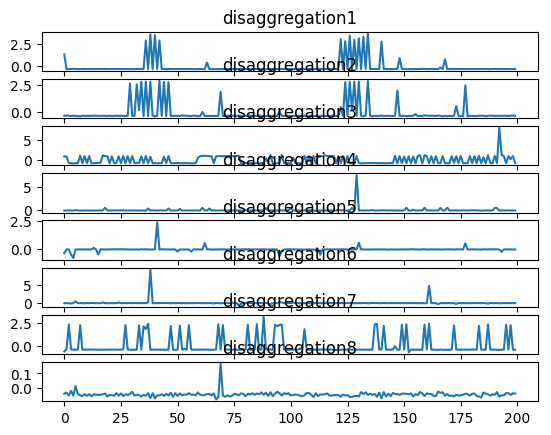 disaggregation1
2.5
0.0
disaggregation2
2.5
0.0
disaggregation3
5
0
disaggregation4
5
0
disaggregation5
2.5
0.0
disaggregation6
5
0
disaggregation7
2.5
0.0
disaggregation8
0.1
0.0
0 25 50 75 100 125 150 175 200